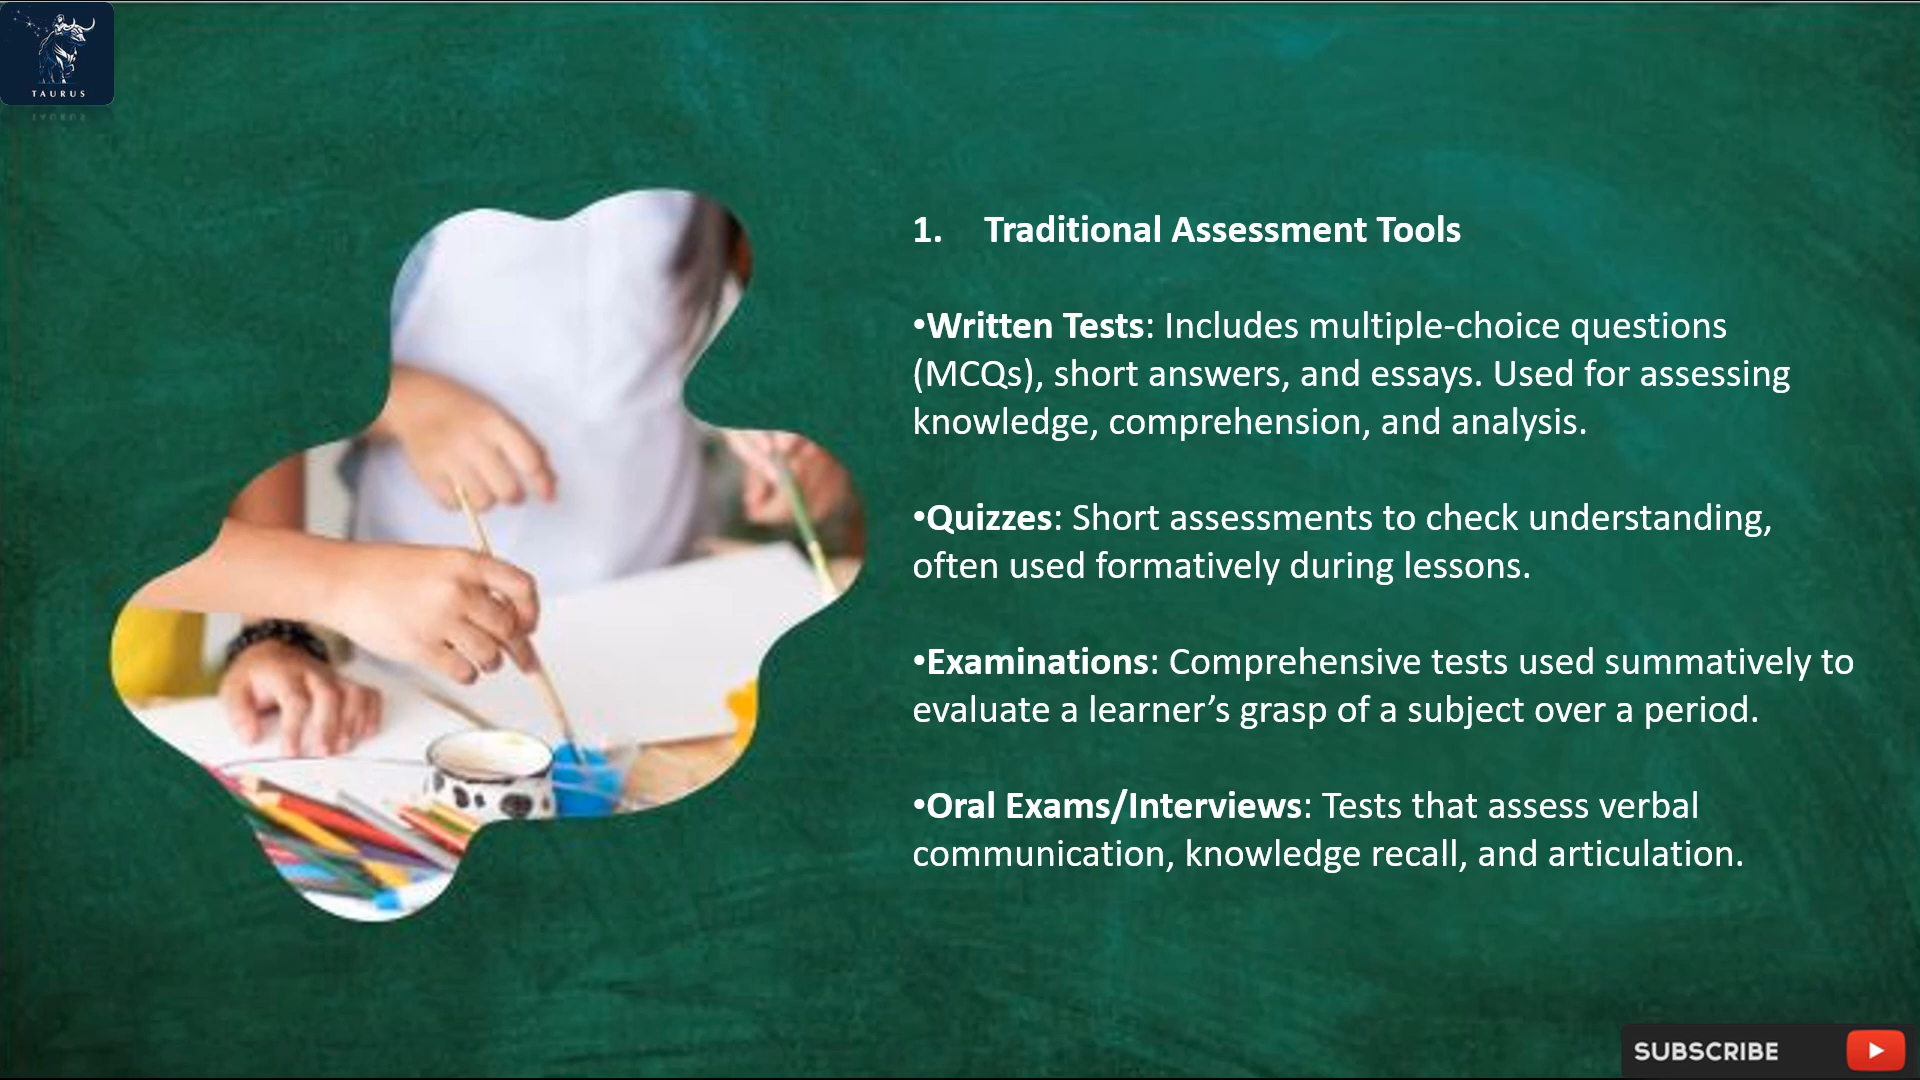 TAURUS
1. Traditional Assessment Tools
•Written Tests: Includes multiple-choice questions
(MCQs), short answers, and essays. Used for assessing
knowledge, comprehension, and analysis.
•Quizzes: Short assessments to check understanding,
often used formatively during lessons.
•Examinations: Comprehensive tests used summatively to
evaluate a learner’s grasp of a subject over a period.
•Oral Exams/Interviews: Tests that assess verbal
communication, knowledge recall, and articulation.
SUBSCRIBE